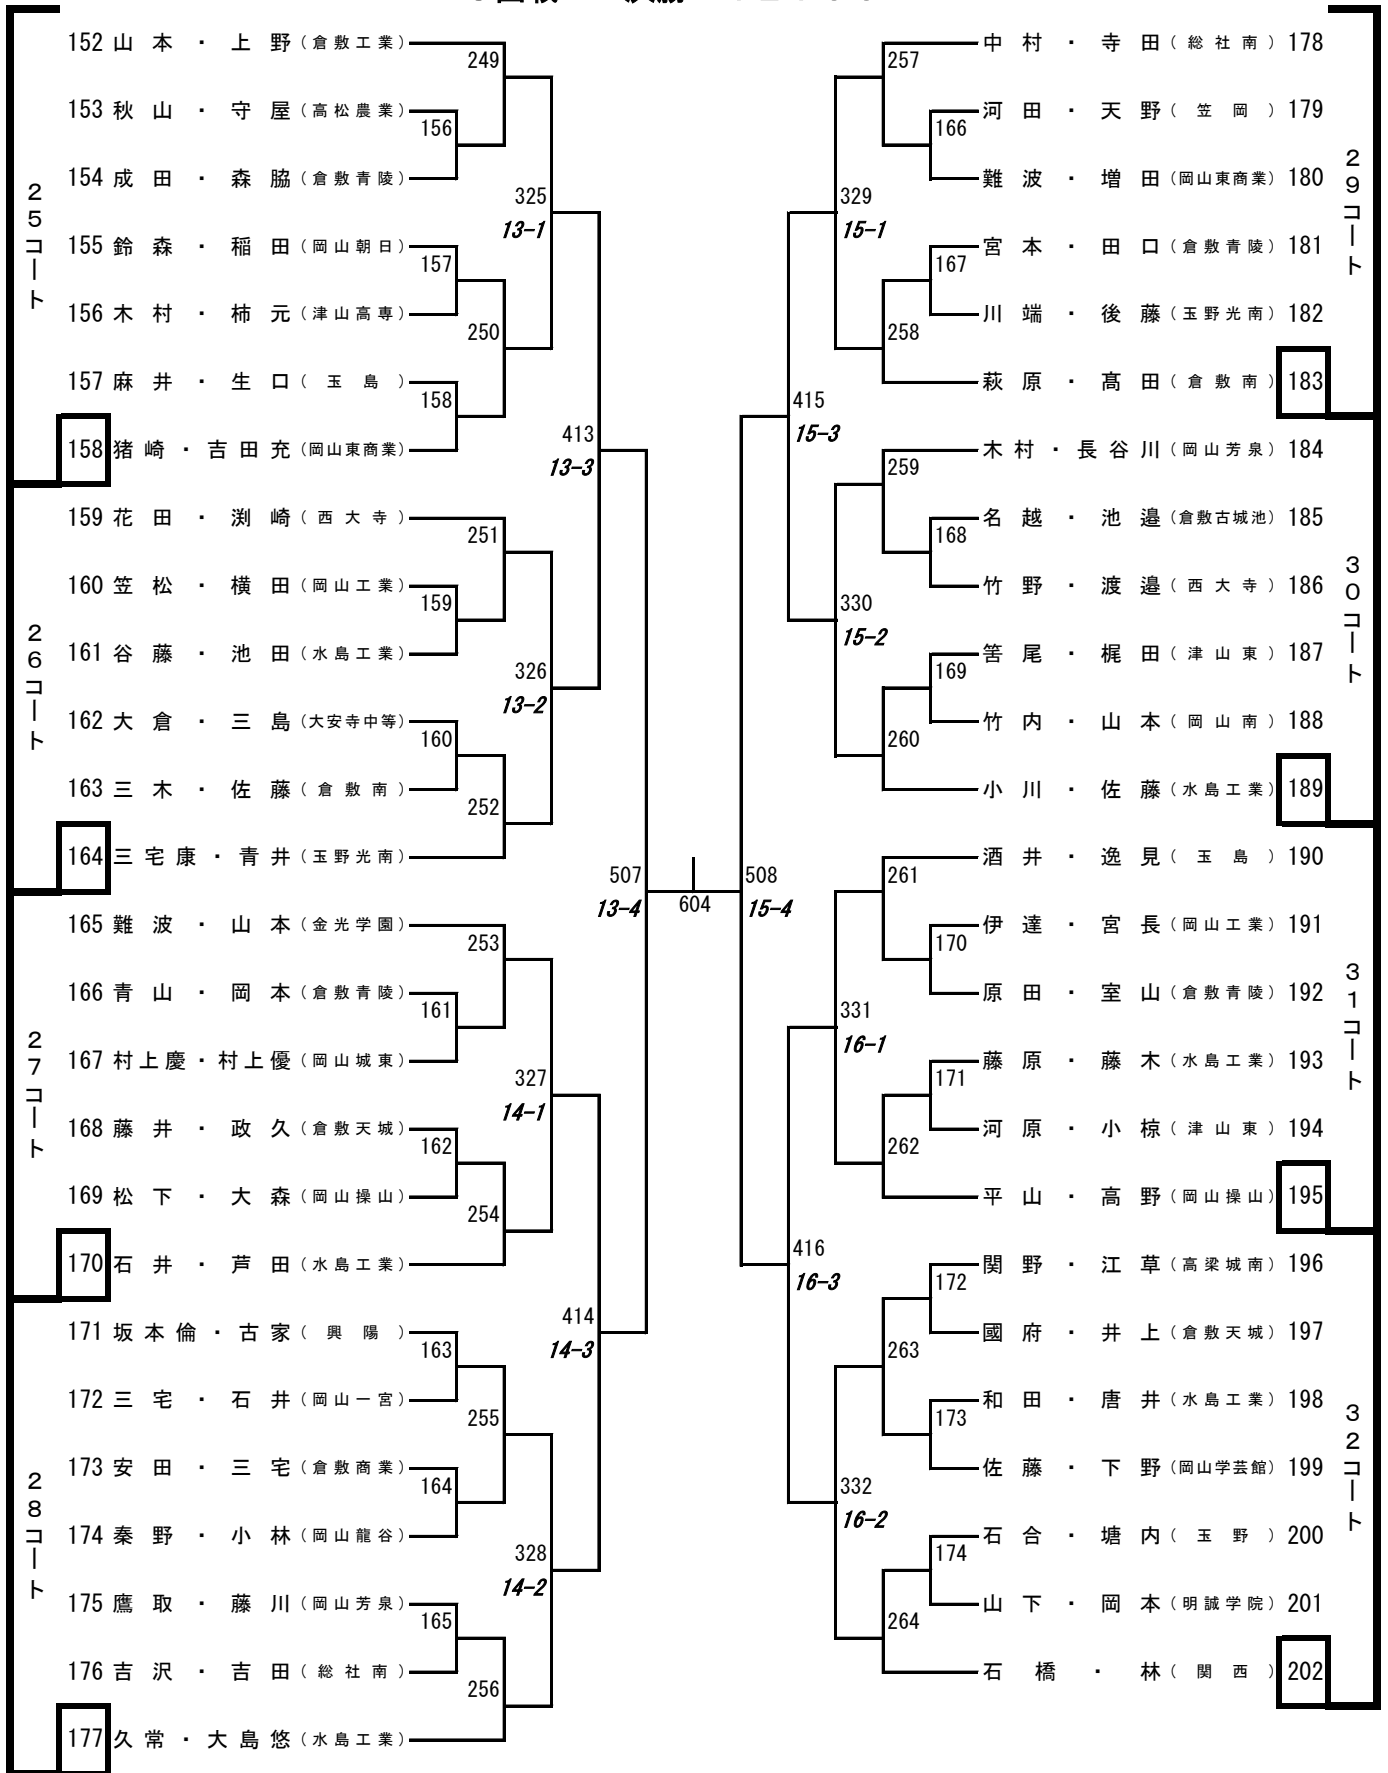 25コート
152 山本・上野（倉敷工業）
153 秋山・守屋（高松農業）
154 成田・森脇（倉敷青陵）
155 鈴森・稲田（岡山朝日）
156 木村・柿元（津山高専）
157 麻井・生口（玉島）
158 猪崎・吉田充（岡山東商業）
26コート
159 花田・渕崎（西大寺）
160 笠松・横田（岡山工業）
161 谷藤・池田（水島工業）
162 大倉・三島（大安寺中等）
163 三木・佐藤（倉敷南）
164 三宅康・青井（玉野光南）
27コート
165 難波・山本（金光学園）
166 青山・岡本（倉敷青陵）
167 村上慶・村上優（岡山城東）
168 藤井・政久（倉敷天城）
169 松下・大森（岡山操山）
170 石井・芦田（水島工業）
28コート
171 坂本倫・古家（興陽）
172 三宅・石井（岡山一宮）
173 安田・三宅（倉敷商業）
174 秦野・小林（岡山龍谷）
175 鷹取・藤川（岡山芳泉）
176 吉沢・吉田（総社南）
177 久常・大島悠（水島工業）
156
157
158
159
160
161
162
163
164
165
249
250
251
252
253
254
255
256
325
13-1
326
13-2
327
14-1
328
14-2
413
13-3
414
14-3
507
13-4
604
508
15-4
415
15-3
416
16-3
329
15-1
330
15-2
331
16-1
332
16-2
257
258
259
260
261
262
263
264
166
167
168
169
170
171
172
173
174
中村・寺田（総社南）178
河田・天野（笠岡）179
難波・増田（岡山東商業）180
宮本・田口（倉敷青陵）181
川端・後藤（玉野光南）182
萩原・髙田（倉敷南）183
29コート
木村・長谷川（岡山芳泉）184
名越・池邉（倉敷古城池）185
竹野・渡邉（西大寺）186
筈尾・梶田（津山東）187
竹内・山本（岡山南）188
小川・佐藤（水島工業）189
30コート
酒井・逸見（玉島）190
伊達・宮長（岡山工業）191
原田・室山（倉敷青陵）192
藤原・藤木（水島工業）193
河原・小椋（津山東）194
平山・高野（岡山操山）195
31コート
関野・江草（高梁城南）196
國府・井上（倉敷天城）197
和田・唐井（水島工業）198
佐藤・下野（岡山学芸館）199
石合・塘内（玉野）200
山下・岡本（明誠学院）201
石橋・林（関西）202
32コート